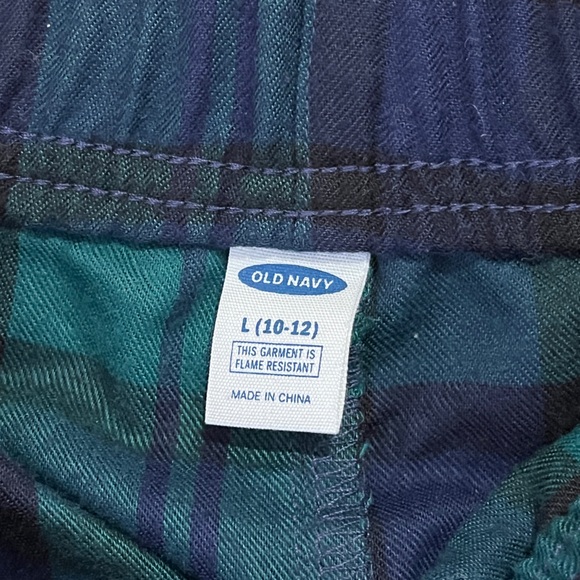 OLD NAVY
L (10-12)
THIS GARMENT IS
FLAME RESISTANT
MADE IN CHINA